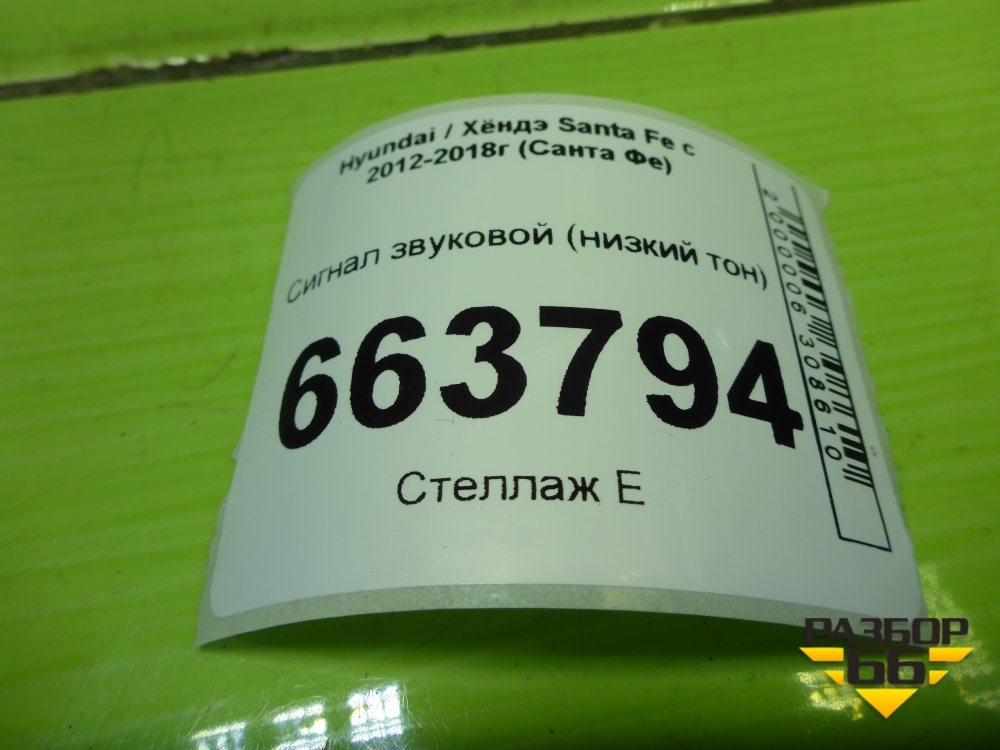 Hyundai / Хёндэ Santa Fe с
2012-2018г (Санта Фе)
Сигнал звуковой (низкий тон)
663794
Стеллаж Е
2000006308610
РАЗБОР
66